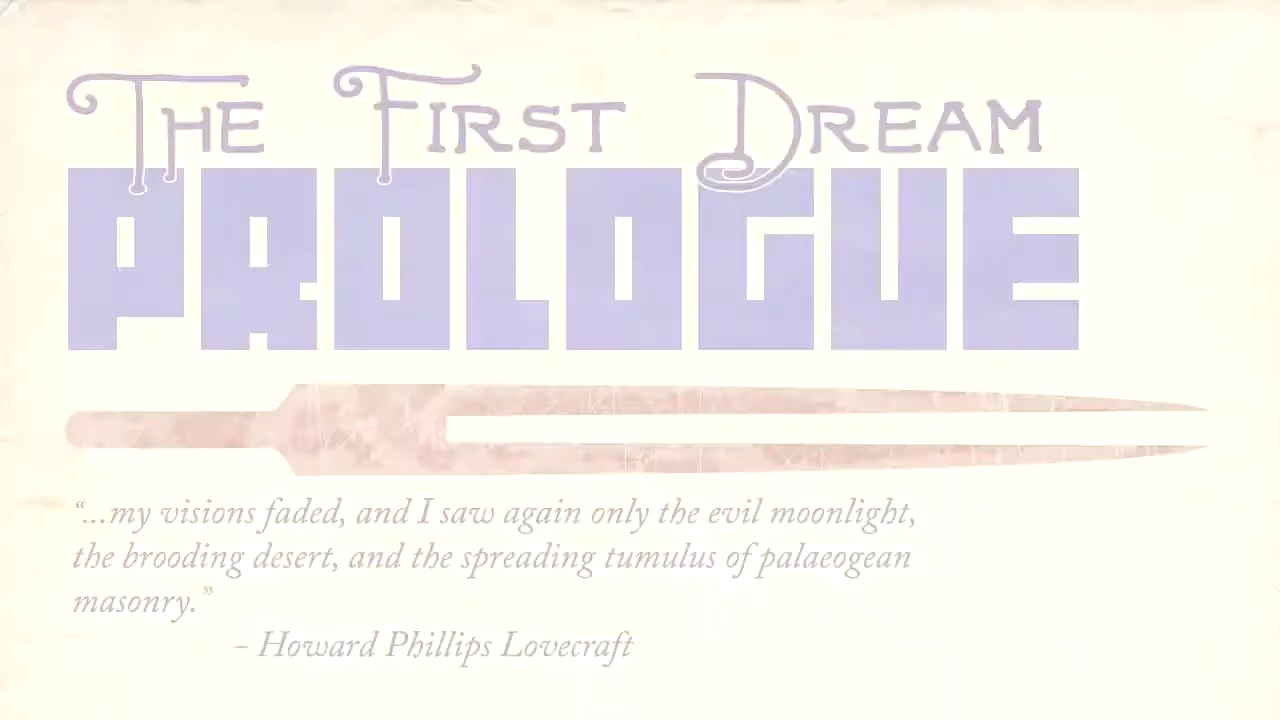 The First Dream
PROLOGUE
“...my visions faded, and I saw again only the evil moonlight,
the brooding desert, and the spreading tumulus of palaeogean
masonry.”
– Howard Phillips Lovecraft